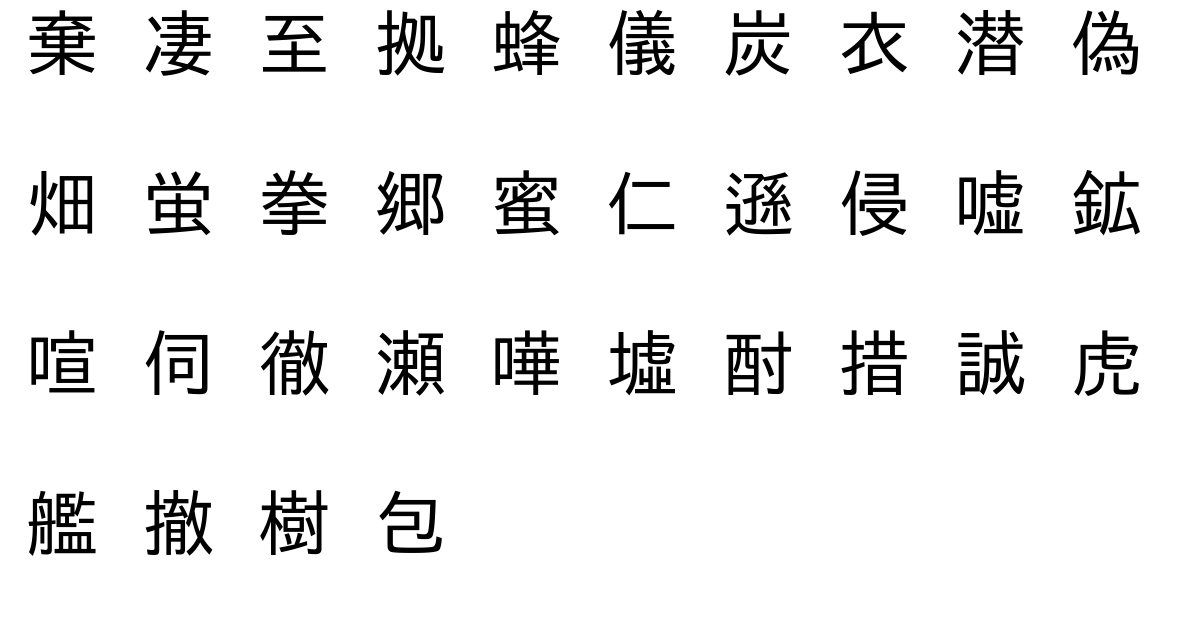 棄 凄 至 拠 蜂 儀 炭 衣 潜 偽
畑 蛍 拳 郷 蜜 仁 遜 侵 嘘 鉱
喧 伺 徹 瀬 嘩 墟 酎 措 誠 虎
艦 撤 樹 包